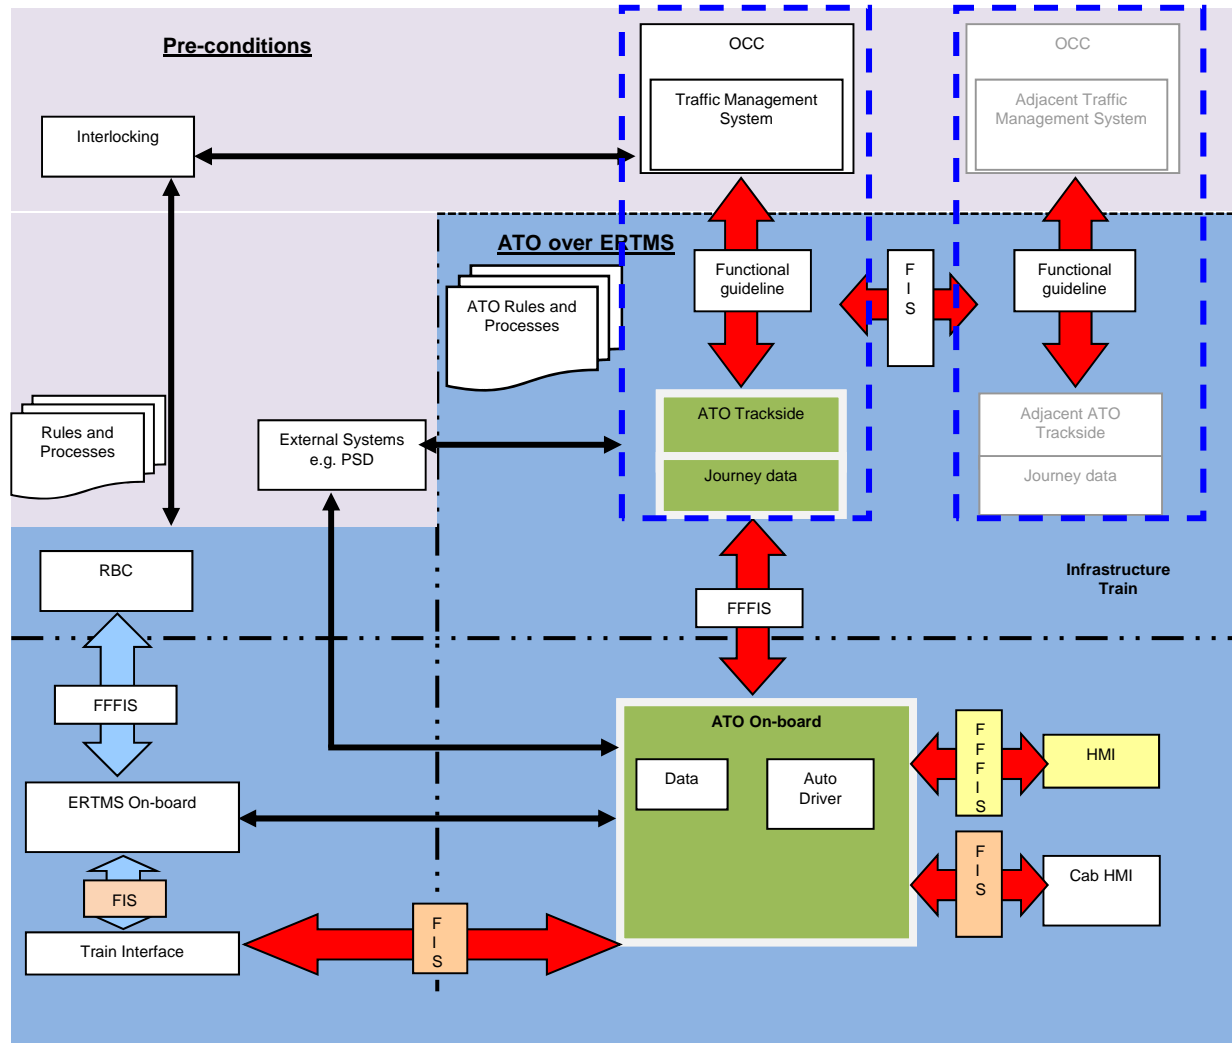 Pre-conditions
OCC
OCC
Traffic Management
System
Adjacent Traffic
Management System
Interlocking
ATO over ERTMS
Functional
guideline
F
I
S
Functional
guideline
ATO Rules and
Processes
Rules and
Processes
External Systems
e.g. PSD
ATO Trackside
Journey data
Adjacent ATO
Trackside
Journey data
RBC
Infrastructure
Train
FFFIS
FFFIS
ATO On-board
Data
Auto
Driver
F
F
F
I
S
HMI
ERTMS On-board
FIS
F
I
S
Cab HMI
Train Interface
F
I
S